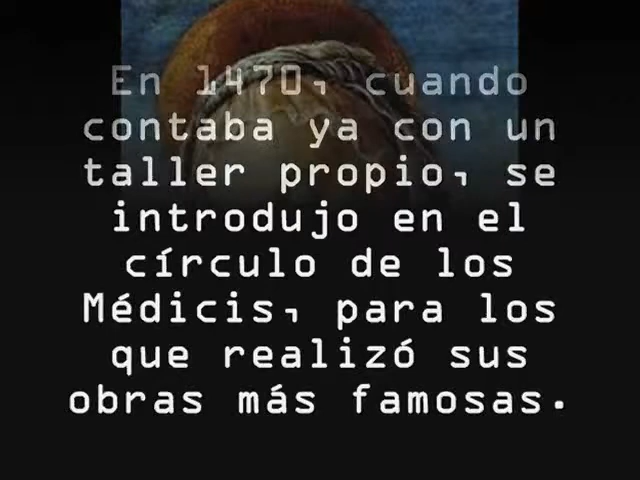 En 1470, cuando
contaba ya con un
taller propio, se
introdujo en el
círculo de los
Médicis, para los
que realizó sus
obras más famosas.